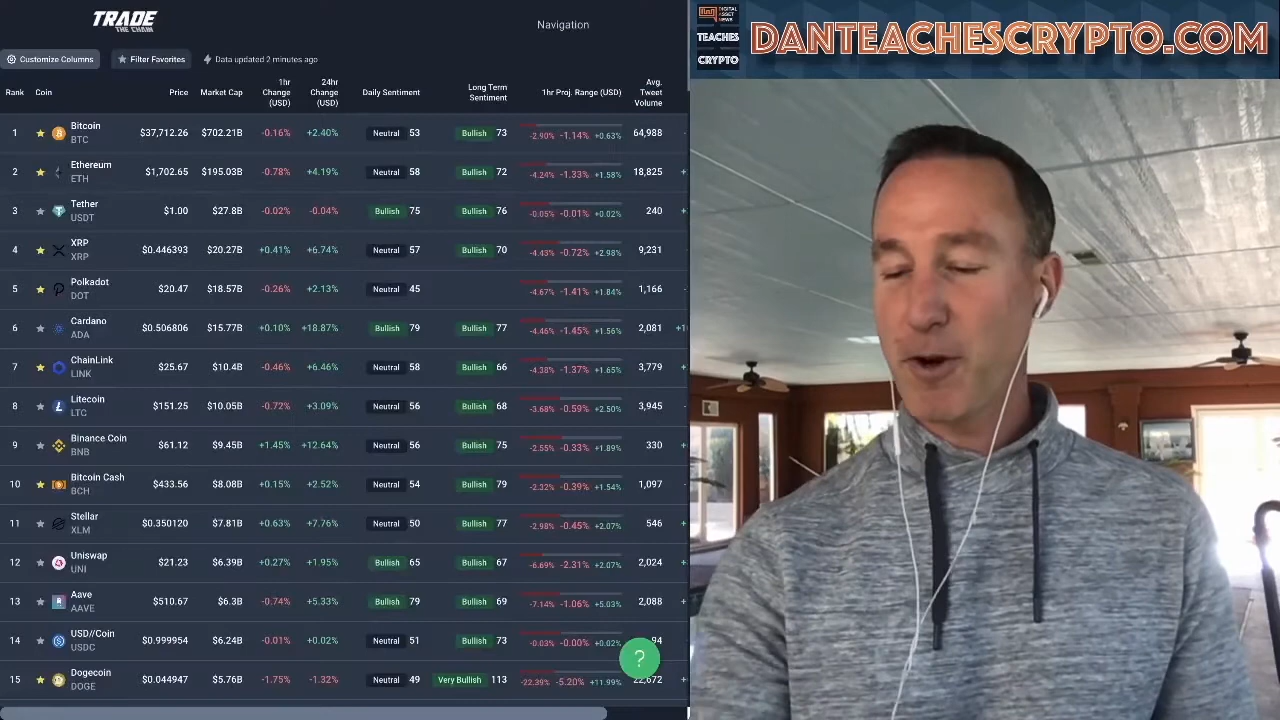 TRADE
THE CHAIN
Navigation
Customize Columns Filter Favorites Data updated 2 minutes ago
Rank Coin Price Market Cap 1hr Change (USD) 24hr Change (USD) Daily Sentiment Long Term Sentiment 1hr Proj. Range (USD) Avg. Tweet Volume
1 Bitcoin BTC $37,712.26 $702.21B -0.16% +2.40% Neutral 53 Bullish 73 -2.90% -1.14% +0.63% 64,988 -
2 Ethereum ETH $1,702.65 $195.03B -0.78% +4.19% Neutral 58 Bullish 72 -4.24% -1.33% +1.58% 18,825 +
3 Tether USDT $1.00 $27.8B -0.02% -0.04% Bullish 75 Bullish 76 -0.05% -0.01% +0.02% 240 +
4 XRP XRP $0.446393 $20.27B +0.41% +6.74% Neutral 57 Bullish 70 -4.43% -0.72% +2.98% 9,231 -
5 Polkadot DOT $20.47 $18.57B -0.26% +2.13% Neutral 45 -4.67% -1.41% +1.84% 1,166 +
6 Cardano ADA $0.506806 +0.10% +18.87% Bullish 79 Bullish 77 -4.46% -1.45% +1.56% 2,081
7 ChainLink LINK $25.67 $10.4B -0.46% +6.46% Neutral 58 Bullish 66 -4.38% -1.37% +1.65% 3,779 -
8 Litecoin LTC $151.25 $10.05B -0.72% +3.09% Neutral 56 Bullish 68 -3.68% -0.59% +2.50% 3,945 -
9 Binance Coin BNB $61.12 $9.45B +1.45% +12.64% Neutral 56 Bullish 75 -2.55% -0.33% +1.89% 330 -
10 Bitcoin Cash BCH $433.56 $8.08B +0.15% +2.52% Neutral 54 Bullish 79 -2.32% -0.39% +1.54% 1,097 -
11 Stellar XLM $0.350120 $7.81B +0.63% +7.76% Neutral 50 Bullish 77 -2.98% -0.45% +2.07% 546 +
12 Uniswap UNI $21.23 $6.39B +0.27% +1.95% Bullish 65 Bullish 67 -6.69% -2.31% +2.07% 2,024 -
13 Aave AAVE $510.67 $6.3B -0.74% +5.33% Bullish 79 Bullish 69 -7.14% -1.06% +5.03% 2,088 +
14 USD//Coin USDC $0.999954 $6.24B -0.01% +0.02% Neutral 51 Bullish 73 -0.03% -0.00% +0.02% 94 -
15 Dogecoin DOGE $0.044947 $5.76B -1.75% -1.32% Neutral 49 Very Bullish 113 -22.39% -5.20% +11.99% 22,672 +
?
DIGITAL
ASSET
NEWS
TEACHES
CRYPTO
DANTEACHESCRYPTO.COM